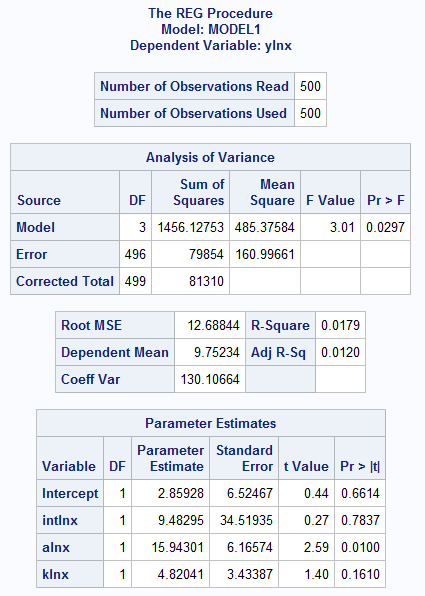 The REG Procedure
Model: MODEL1
Dependent Variable: ylnx
Number of Observations Read 500
Number of Observations Used 500
Analysis of Variance
Source DF Sum of Squares Mean Square F Value Pr > F
Model 3 1456.12753 485.37584 3.01 0.0297
Error 496 79854 160.99661
Corrected Total 499 81310
Root MSE 12.68844 R-Square 0.0179
Dependent Mean 9.75234 Adj R-Sq 0.0120
Coeff Var 130.10664
Parameter Estimates
Variable DF Parameter Estimate Standard Error t Value Pr > |t|
Intercept 1 2.85928 6.52467 0.44 0.6614
intlnx 1 9.48295 34.51935 0.27 0.7837
alnx 1 15.94301 6.16574 2.59 0.0100
klnx 1 4.82041 3.43387 1.40 0.1610